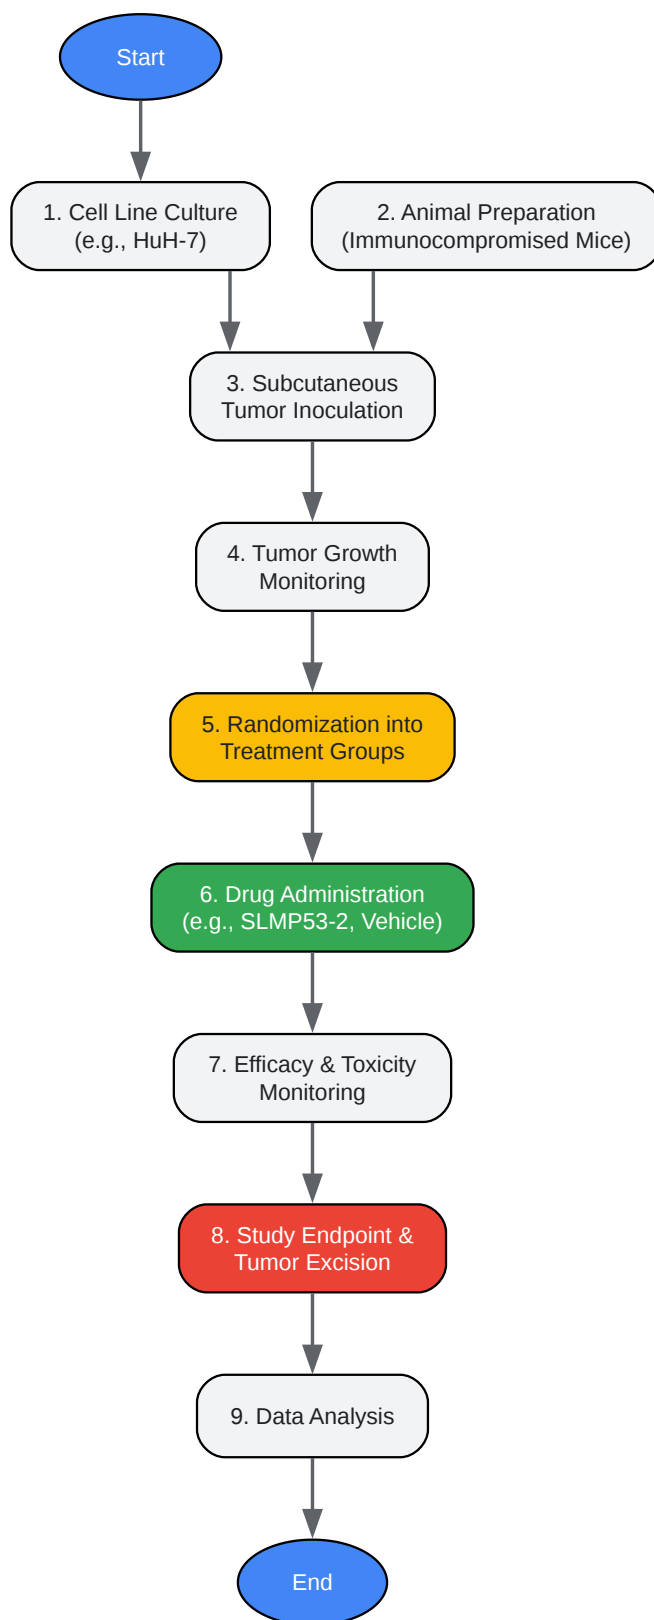 Start
1. Cell Line Culture
(e.g., HuH-7)
2. Animal Preparation
(Immunocompromised Mice)
3. Subcutaneous
Tumor Inoculation
4. Tumor Growth
Monitoring
5. Randomization into
Treatment Groups
6. Drug Administration
(e.g., SLMP53-2, Vehicle)
7. Efficacy & Toxicity
Monitoring
8. Study Endpoint &
Tumor Excision
9. Data Analysis
End